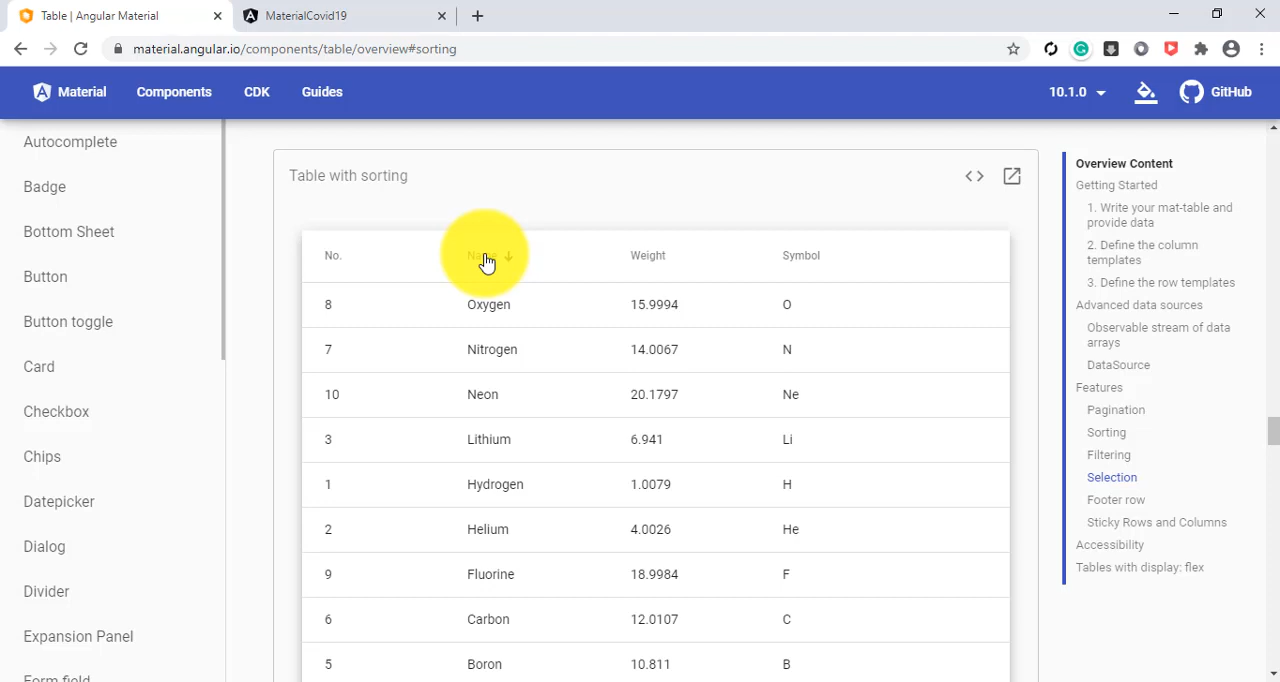 Table | Angular Material
MaterialCovid19
material.angular.io/components/table/overview#sorting
Material
Components
CDK
Guides
10.1.0
GitHub
Autocomplete
Badge
Bottom Sheet
Button
Button toggle
Card
Checkbox
Chips
Datepicker
Dialog
Divider
Expansion Panel
Form field
Table with sorting
No. Name Weight Symbol
8 Oxygen 15.9994 O
7 Nitrogen 14.0067 N
10 Neon 20.1797 Ne
3 Lithium 6.941 Li
1 Hydrogen 1.0079 H
2 Helium 4.0026 He
9 Fluorine 18.9984 F
6 Carbon 12.0107 C
5 Boron 10.811 B
Overview Content
Getting Started
1. Write your mat-table and
provide data
2. Define the column
templates
3. Define the row templates
Advanced data sources
Observable stream of data
arrays
DataSource
Features
Pagination
Sorting
Filtering
Selection
Footer row
Sticky Rows and Columns
Accessibility
Tables with display: flex